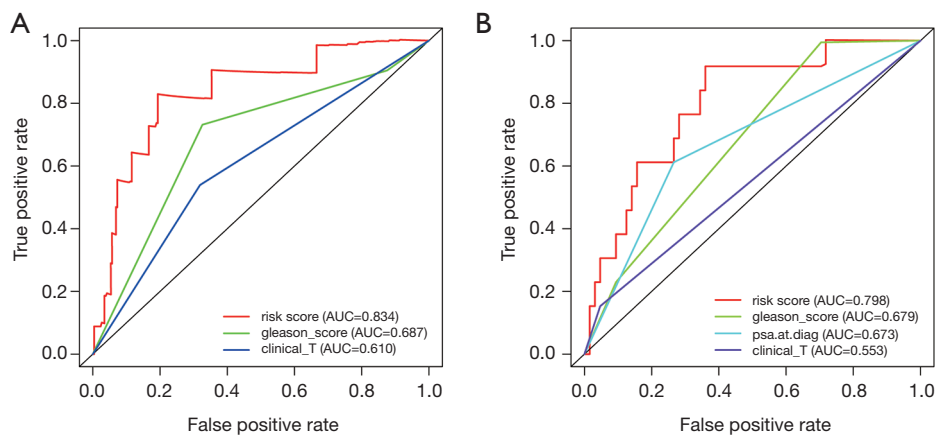 A
B
True positive rate
1.0
0.8
0.6
0.4
0.2
0.0
risk score (AUC=0.834)
gleason_score (AUC=0.687)
clinical_T (AUC=0.610)
0.0 0.2 0.4 0.6 0.8 1.0
False positive rate
True positive rate
1.0
0.8
0.6
0.4
0.2
0.0
risk score (AUC=0.798)
gleason_score (AUC=0.679)
psa.at.diag (AUC=0.673)
clinical_T (AUC=0.553)
0.0 0.2 0.4 0.6 0.8 1.0
False positive rate